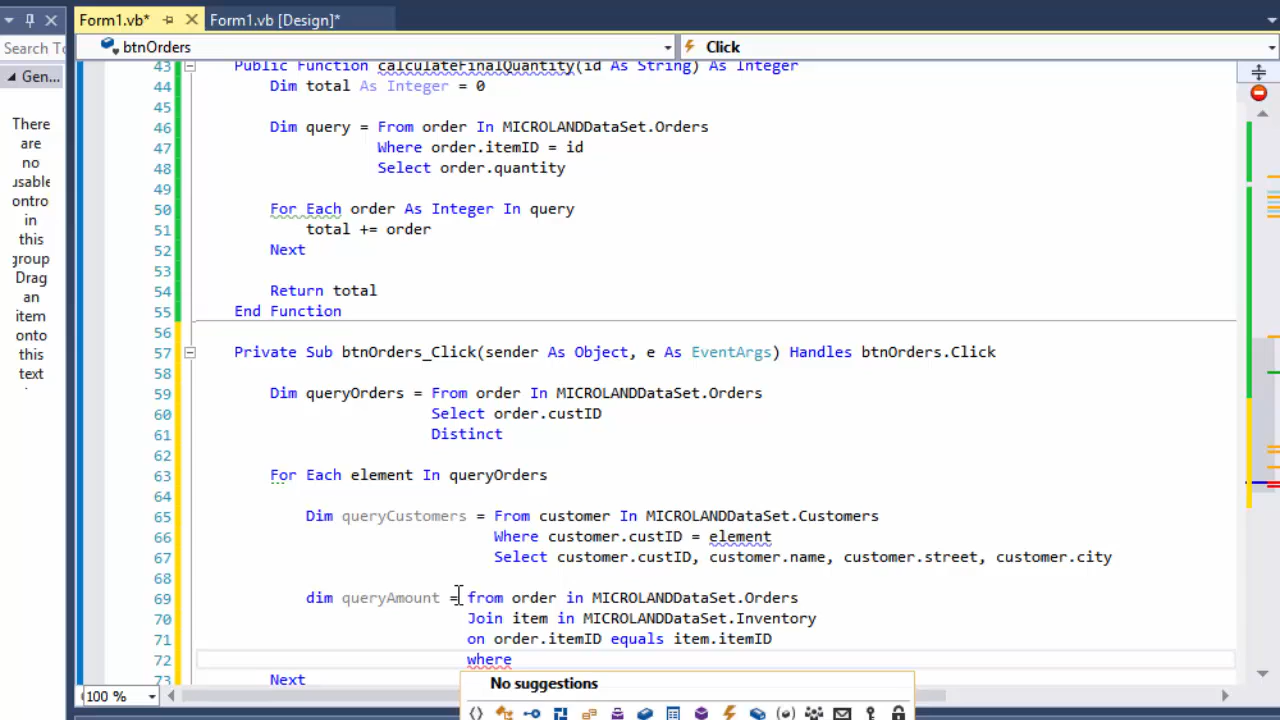 Form1.vb* Form1.vb [Design]*
Search To
btnOrders Click
Gen...
There
are
no
usable
ontro
in
this
group.
Drag
an
item
onto
this
text
43 Public Function calculateFinalQuantity(id As String) As Integer
44 Dim total As Integer = 0
45
46 Dim query = From order In MICROLANDDataSet.Orders
47 Where order.itemID = id
48 Select order.quantity
49
50 For Each order As Integer In query
51 total += order
52 Next
53
54 Return total
55 End Function
56
57 Private Sub btnOrders_Click(sender As Object, e As EventArgs) Handles btnOrders.Click
58
59 Dim queryOrders = From order In MICROLANDDataSet.Orders
60 Select order.custID
61 Distinct
62
63 For Each element In queryOrders
64
65 Dim queryCustomers = From customer In MICROLANDDataSet.Customers
66 Where customer.custID = element
67 Select customer.custID, customer.name, customer.street, customer.city
68
69 dim queryAmount = from order in MICROLANDDataSet.Orders
70 Join item in MICROLANDDataSet.Inventory
71 on order.itemID equals item.itemID
72 where
73 Next
No suggestions
100 %